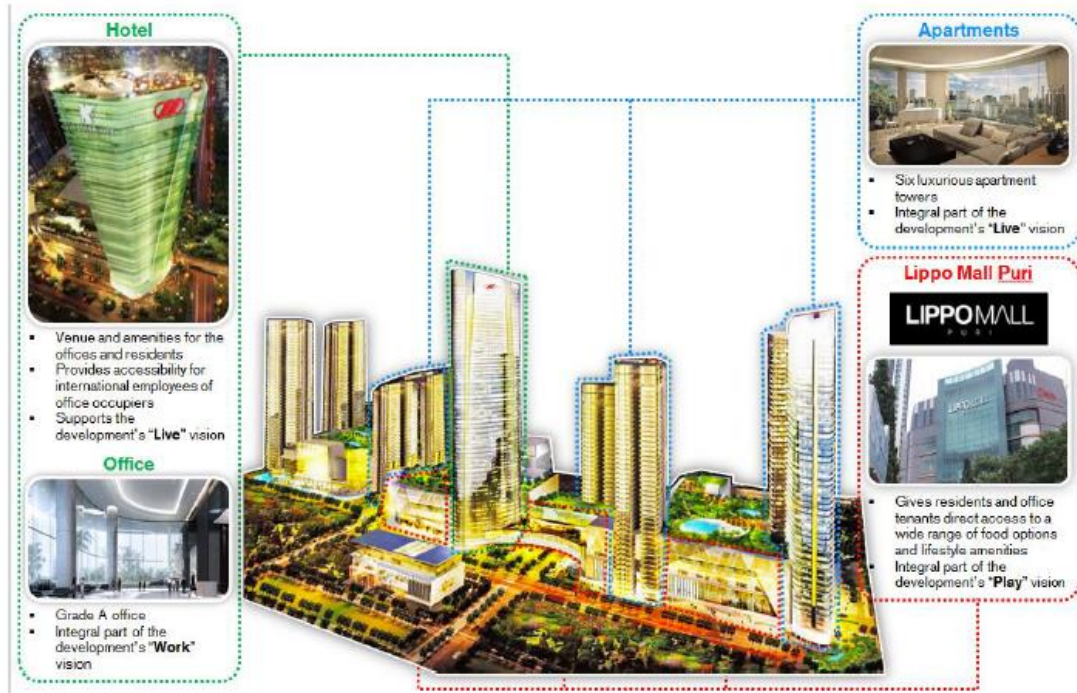 Hotel
Venue and amenities for the
offices and residents
Provides accessibility for
international employees of
office occupiers
Supports the
development's "Live" vision
Office
Grade A office
Integral part of the
development's "Work"
vision
Apartments
Six luxurious apartment
towers
Integral part of the
development's "Live" vision
Lippo Mall Puri
LIPPO MALL
PURI
Gives residents and office
tenants direct access to a
wide range of food options
and lifestyle amenities
Integral part of the
development's "Play" vision